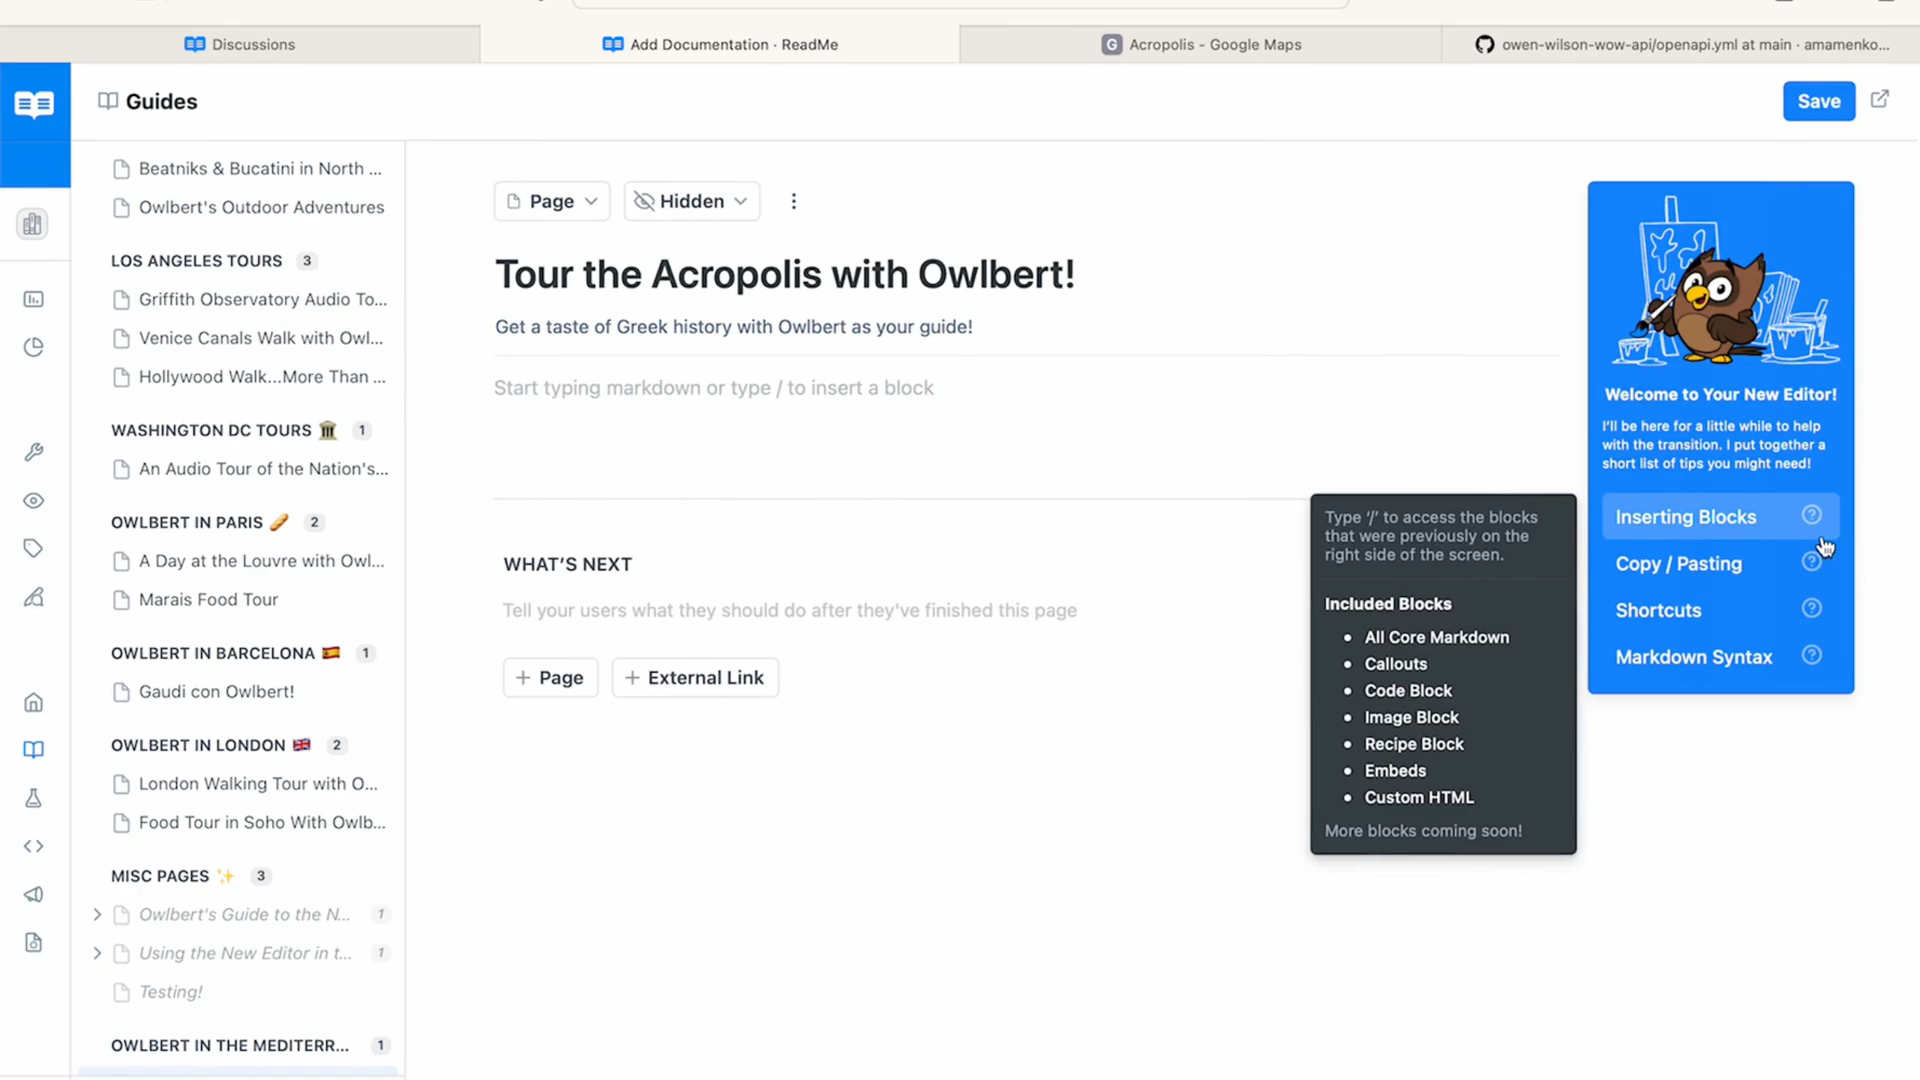 Discussions
Add Documentation · ReadMe
G Acropolis - Google Maps
owen-wilson-wow-api/openapi.yml at main · amamenko...
Guides
Save
Beatniks & Bucatini in North ...
Owlbert's Outdoor Adventures
LOS ANGELES TOURS 3
Griffith Observatory Audio To...
Venice Canals Walk with Owl...
Hollywood Walk...More Than ...
WASHINGTON DC TOURS 🏛️ 1
An Audio Tour of the Nation's...
OWLBERT IN PARIS 🥖 2
A Day at the Louvre with Owl...
Marais Food Tour
OWLBERT IN BARCELONA 🇪🇸 1
Gaudi con Owlbert!
OWLBERT IN LONDON 🇬🇧 2
London Walking Tour with O...
Food Tour in Soho With Owlb...
MISC PAGES ✨ 3
Owlbert's Guide to the N... 1
Using the New Editor in t... 1
Testing!
OWLBERT IN THE MEDITERR... 1
Page
Hidden
Tour the Acropolis with Owlbert!
Get a taste of Greek history with Owlbert as your guide!
Start typing markdown or type / to insert a block
WHAT'S NEXT
Tell your users what they should do after they've finished this page
+ Page
+ External Link
Type '/' to access the blocks
that were previously on the
right side of the screen.
Included Blocks
• All Core Markdown
• Callouts
• Code Block
• Image Block
• Recipe Block
• Embeds
• Custom HTML
More blocks coming soon!
Welcome to Your New Editor!
I'll be here for a little while to help
with the transition. I put together a
short list of tips you might need!
Inserting Blocks ?
Copy / Pasting ?
Shortcuts ?
Markdown Syntax ?